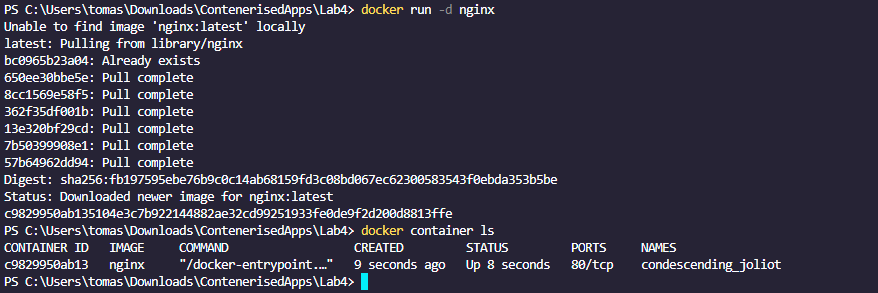 PS C:\Users\tomas\Downloads\ContenerisedApps\Lab4> docker run -d nginx
Unable to find image 'nginx:latest' locally
latest: Pulling from library/nginx
bc0965b23a04: Already exists
650ee30bbe5e: Pull complete
8cc1569e58f5: Pull complete
362f35df001b: Pull complete
13e320bf29cd: Pull complete
7b50399908e1: Pull complete
57b64962dd94: Pull complete
Digest: sha256:fb197595ebe76b9c0c14ab68159fd3c08bd067ec62300583543f0ebda353b5be
Status: Downloaded newer image for nginx:latest
c9829950ab135104e3c7b922144882ae32cd99251933fe0de9f2d200d8813ffe
PS C:\Users\tomas\Downloads\ContenerisedApps\Lab4> docker container ls
CONTAINER ID   IMAGE     COMMAND                  CREATED         STATUS         PORTS     NAMES
c9829950ab13   nginx     "/docker-entrypoint.…"   9 seconds ago   Up 8 seconds   80/tcp    condescending_joliot
PS C:\Users\tomas\Downloads\ContenerisedApps\Lab4>